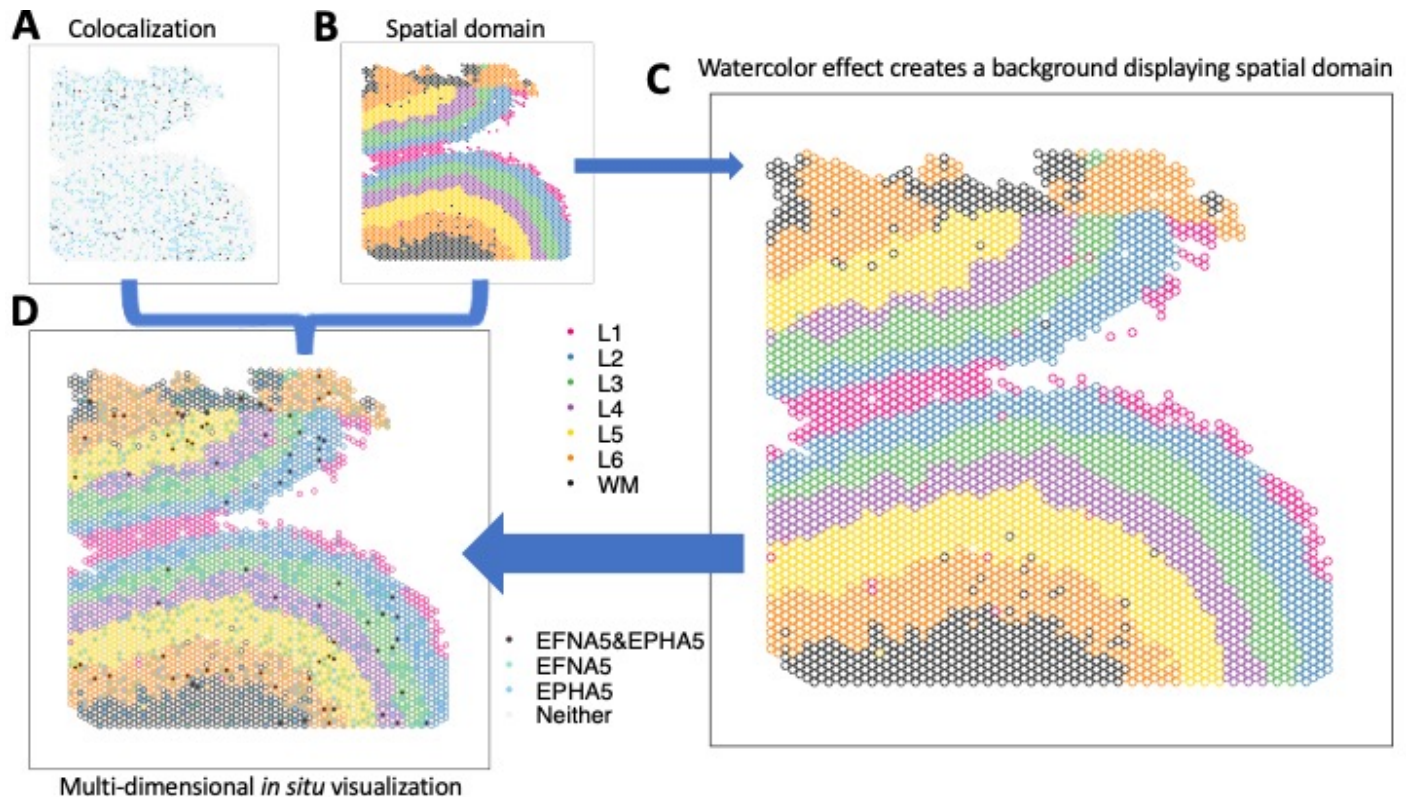 A
Colocalization
B
Spatial domain
C
Watercolor effect creates a background displaying spatial domain
D
L1
L2
L3
L4
L5
L6
WM
EFNA5&EPHA5
EFNA5
EPHA5
Neither
Multi-dimensional in situ visualization